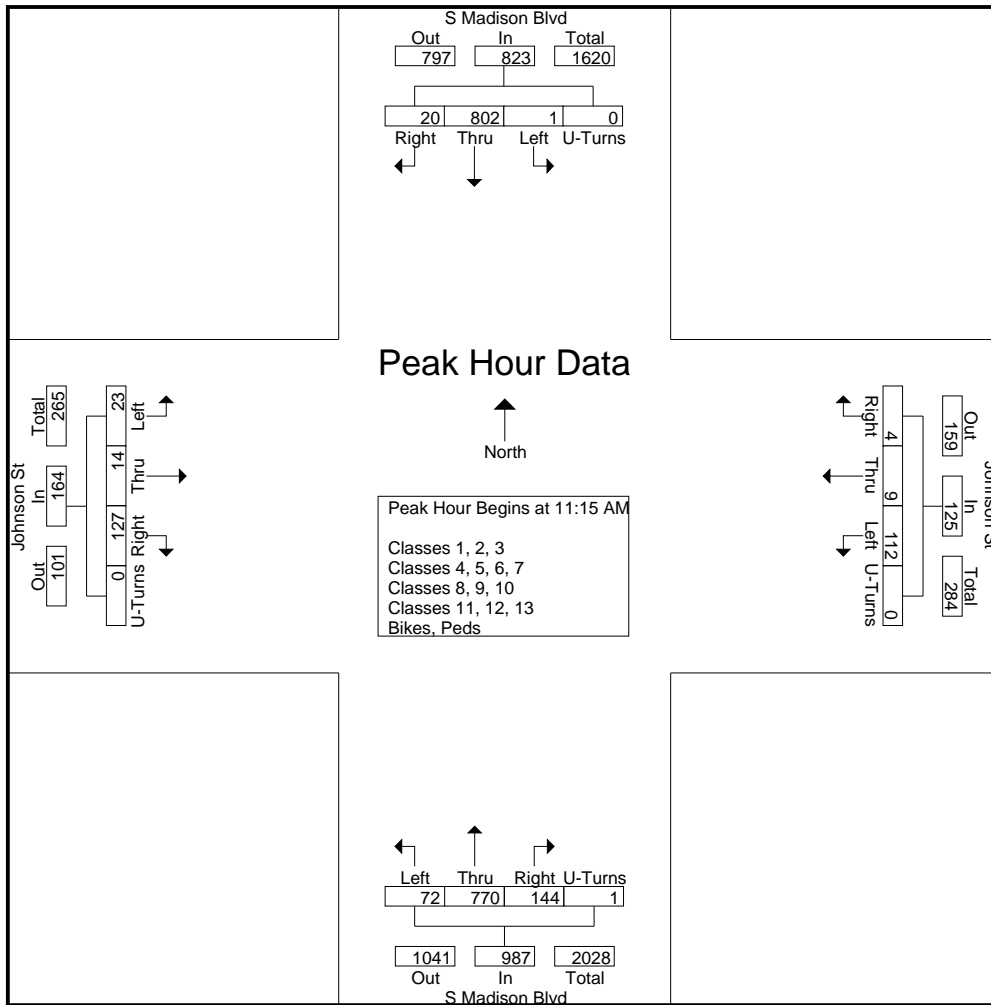 S Madison Blvd
Out In Total
797 823 1620
20 802 1 0
Right Thru Left U-Turns
Peak Hour Data
North
Peak Hour Begins at 11:15 AM
Classes 1, 2, 3
Classes 4, 5, 6, 7
Classes 8, 9, 10
Classes 11, 12, 13
Bikes, Peds
Johnson St
Out In Total
101 164 265
0 127 14 23
U-Turns Right Thru Left
Johnson St
Out In Total
159 125 284
4 9 112 0
Right Thru Left U-Turns
Left Thru Right U-Turns
72 770 144 1
1041 987 2028
Out In Total
S Madison Blvd